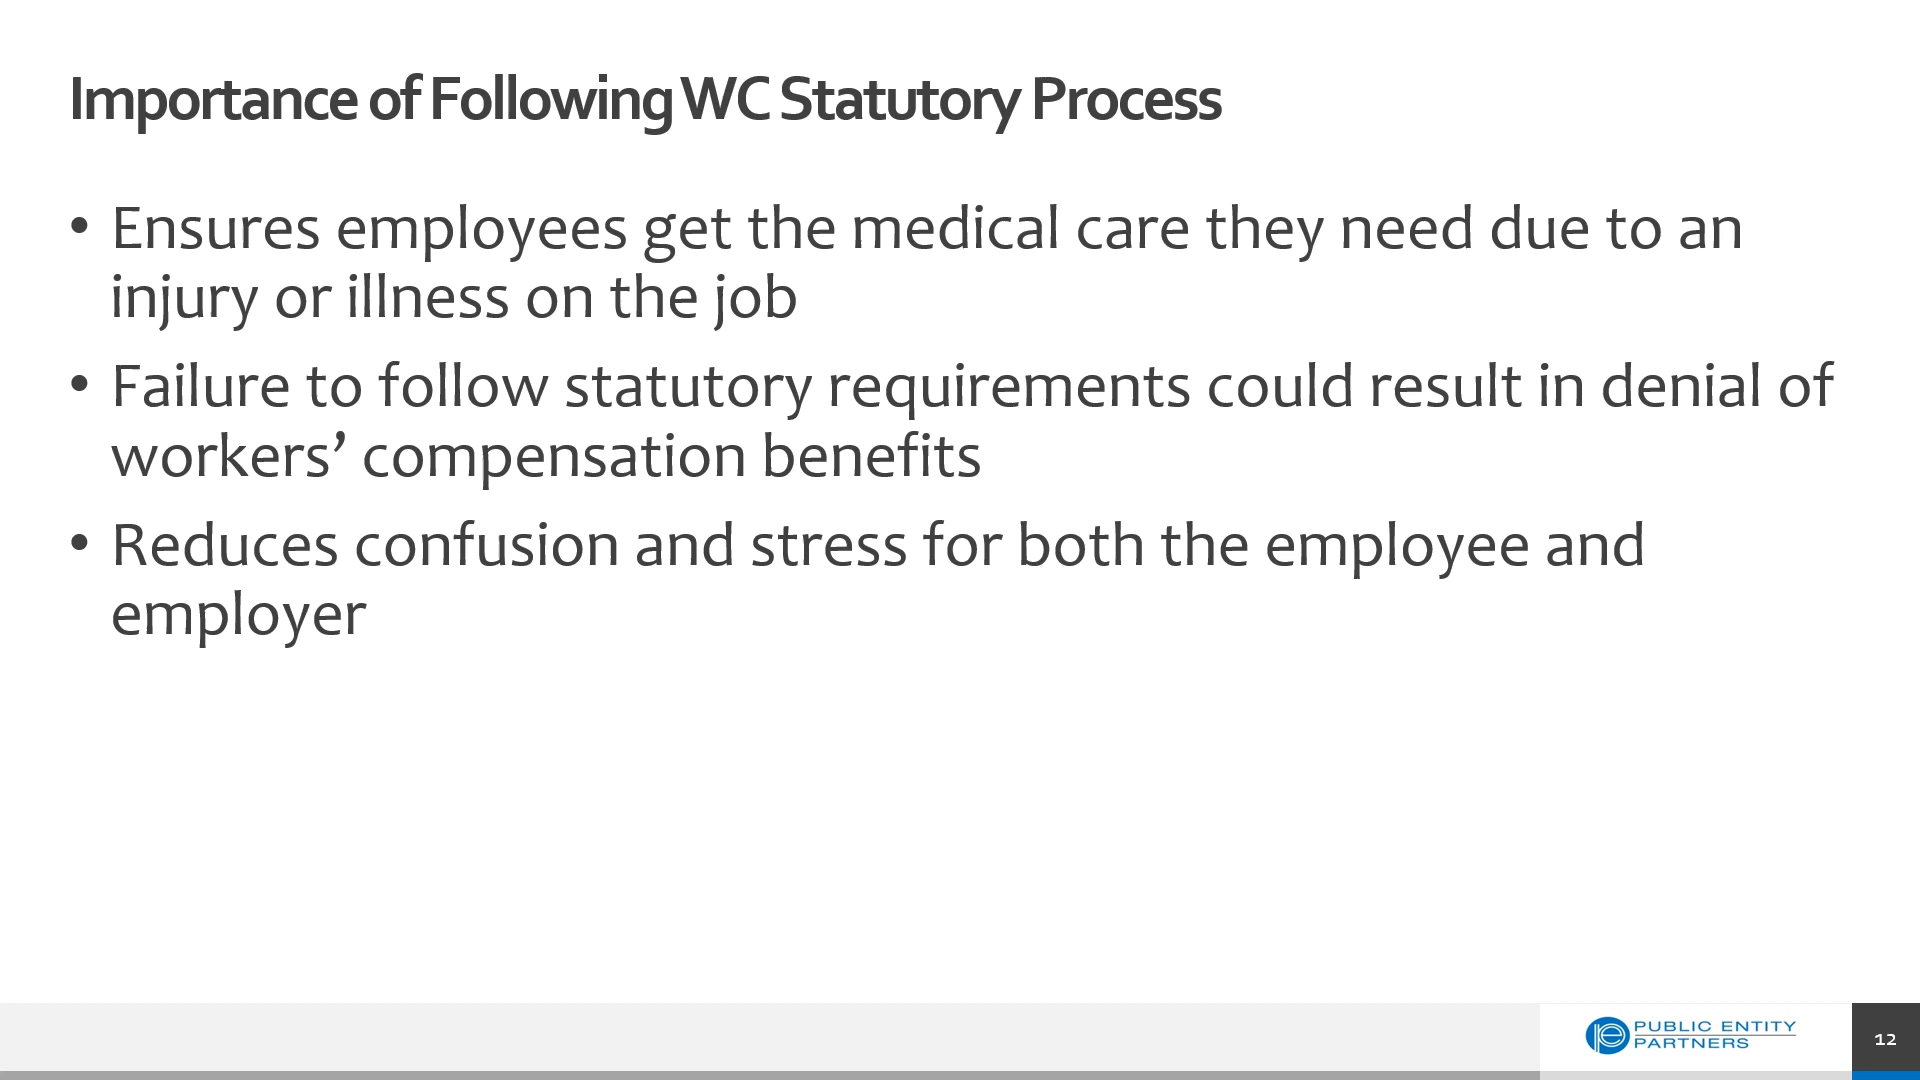 Importance of Following WC Statutory Process
• Ensures employees get the medical care they need due to an
injury or illness on the job
• Failure to follow statutory requirements could result in denial of
workers’ compensation benefits
• Reduces confusion and stress for both the employee and
employer
pe PUBLIC ENTITY
PARTNERS
12